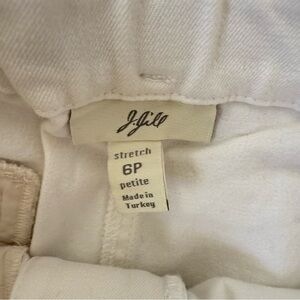 J.Jill
stretch
6P
petite
Made in
Turkey